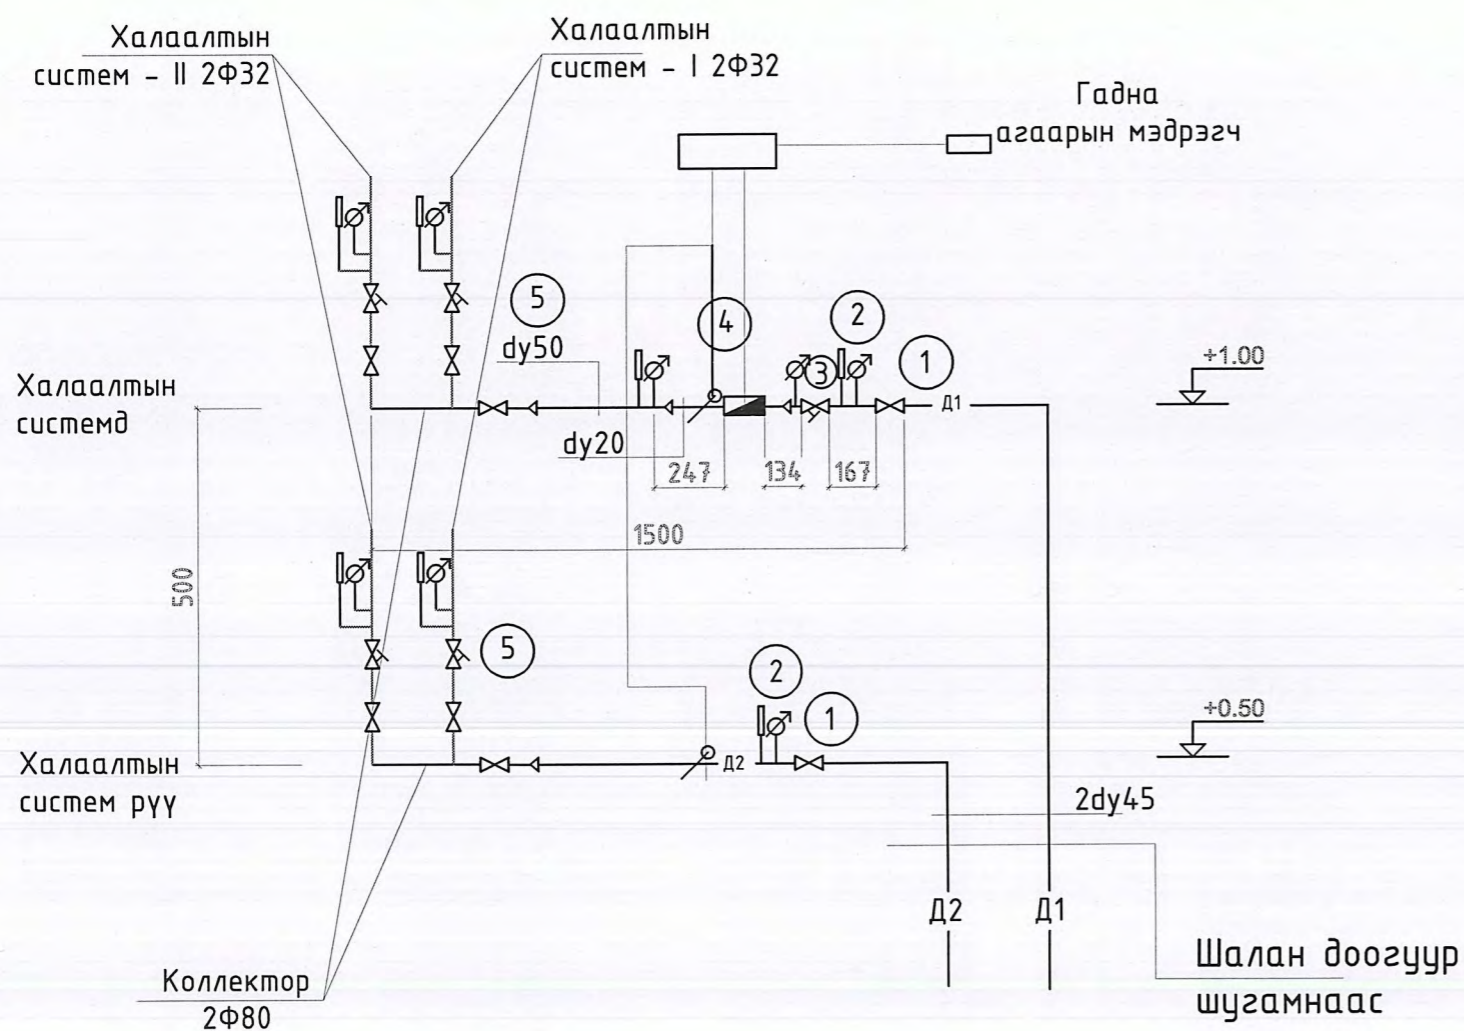 Халаалтын
систем - II 2Ф32
Халаалтын
систем - I 2Ф32
Гадна
агаарын мэдрэгч
5
4
2
3
1
dy50
+1.00
Халаалтын
системд
Д1
dy20
247
134
167
1500
500
5
2
1
+0.50
Халаалтын
систем рүү
Д2
2dy45
Д2
Д1
Шалан доогуур
шугамнаас
Коллектор
2Ф80